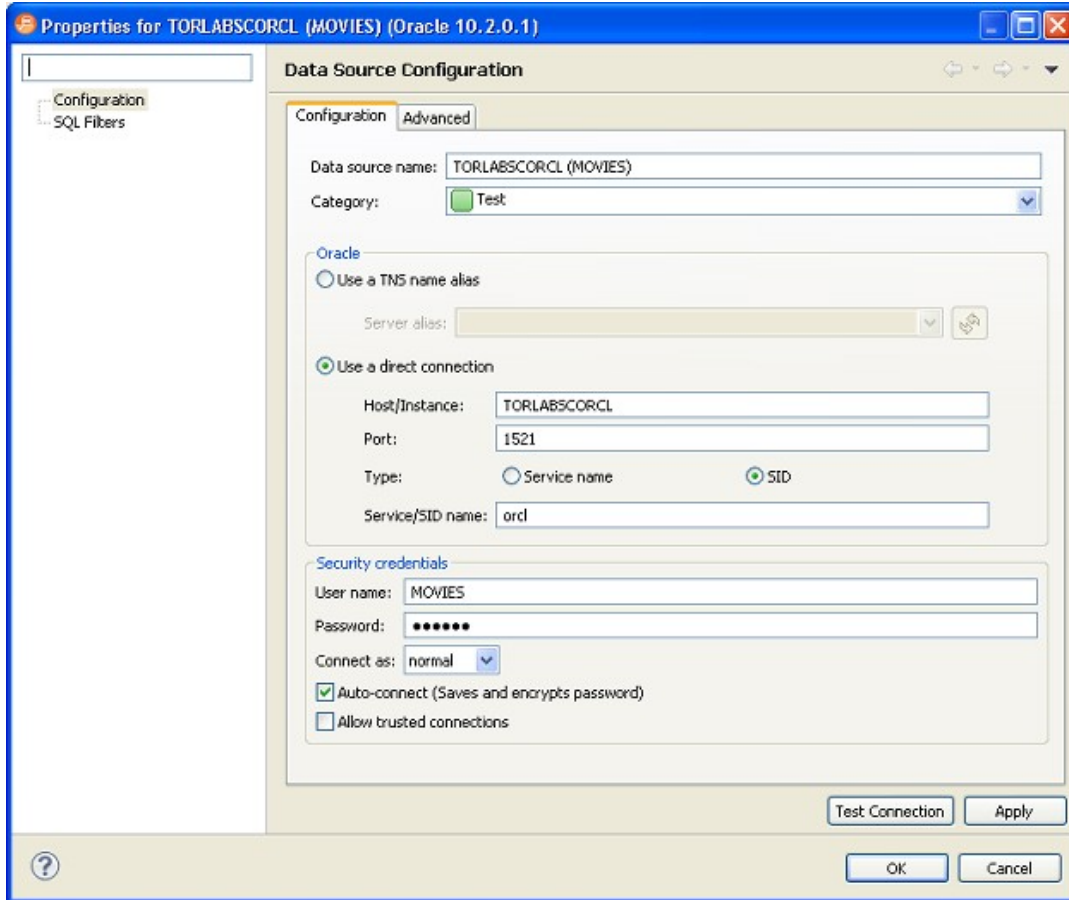 Properties for TORLABSCORCL (MOVIES) (Oracle 10.2.0.1)
Configuration
SQL Filters
Data Source Configuration
Configuration
Advanced
Data source name: TORLABSCORCL (MOVIES)
Category: Test
Oracle
Use a TNS name alias
Server alias:
Use a direct connection
Host/Instance: TORLABSCORCL
Port: 1521
Type: Service name SID
Service/SID name: orcl
Security credentials
User name: MOVIES
Password: ●●●●●●
Connect as: normal
Auto-connect (Saves and encrypts password)
Allow trusted connections
Test Connection Apply
? OK Cancel